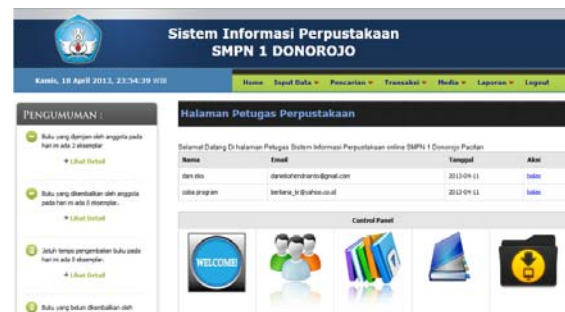 Sistem Informasi Perpustakaan
SMPN 1 DONOROJO
Kamis, 18 April 2013, 23:54:39 WIB
Home Input Data Pencarian Transaksi Media Laporan Logout
PENGUMUMAN :
Buku yang dipinjam oleh anggota pada
hari ini ada 2 eksemplar
Lihat Detail
Buku yang dikembalikan oleh anggota
pada hari ini ada 0 eksemplar.
Lihat Detail
Jatuh tempo pengembalian buku pada
hari ini ada 0 eksemplar.
Lihat Detail
Buku yang belum dikembalikan oleh
Halaman Petugas Perpustakaan
Selamat Datang Di halaman Petugas Sistem Informasi Perpustakaan online SMPN 1 Donorojo Pacitan
Nama Email Tanggal Aksi
dani eko 2013-04-11 balas
coba program 2013-04-11 balas
Control Panel
WELCOME